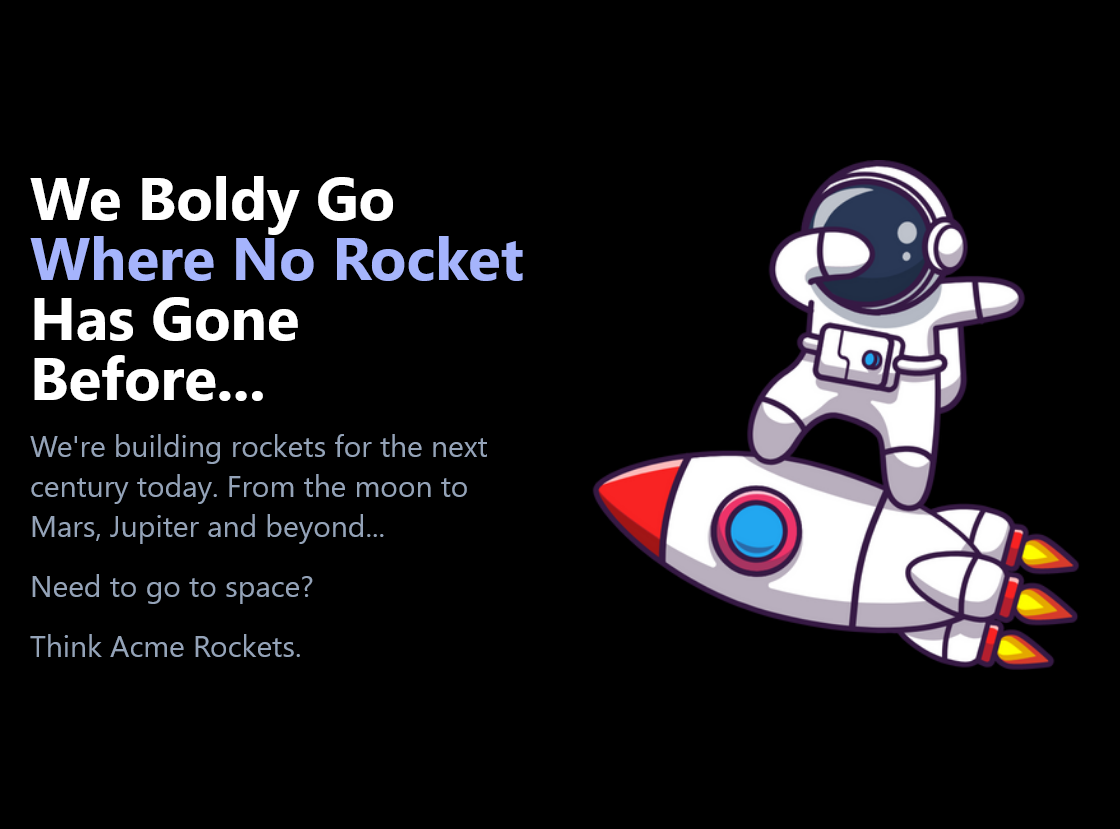 We Boldy Go
Where No Rocket
Has Gone
Before...
We're building rockets for the next
century today. From the moon to
Mars, Jupiter and beyond...
Need to go to space?
Think Acme Rockets.